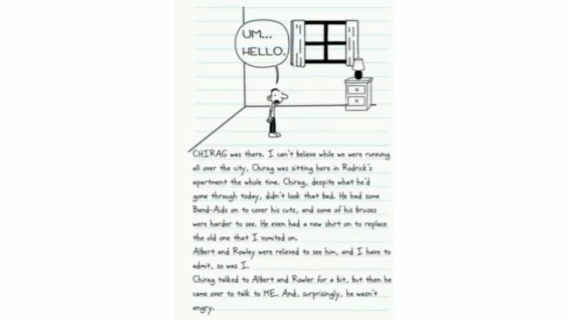 UM...
HELLO.
CHIRAG was there. I can't believe while we were running
all over the city, Chirag was sitting here in Rodrick's
apartment the whole time. Chirag, despite what he'd
gone through today, didn't look that bad. He had some
Band-Aids on to cover his cuts, and some of his bruises
were harder to see. He even had a new shirt on to replace
the old one that I vomited on.
Albert and Rowley were relieved to see him, and I have to
admit, so was I.
Chirag talked to Albert and Rowler for a bit, but then he
came over to talk to ME. And, surprisingly, he wasn't
angry.